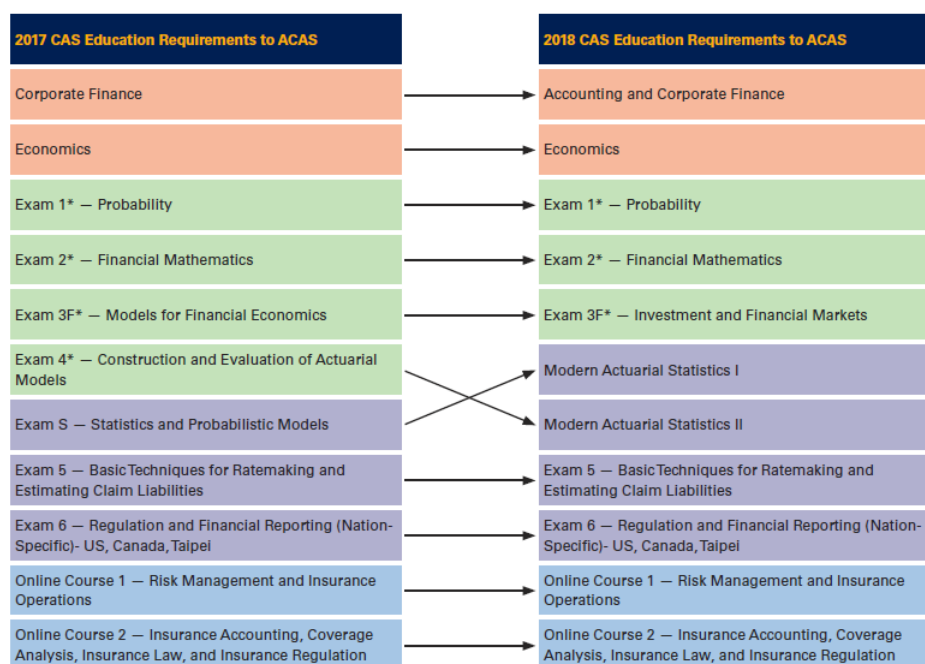 2017 CAS Education Requirements to ACAS
2018 CAS Education Requirements to ACAS
Corporate Finance
Accounting and Corporate Finance
Economics
Economics
Exam 1* — Probability
Exam 1* — Probability
Exam 2* — Financial Mathematics
Exam 2* — Financial Mathematics
Exam 3F* — Models for Financial Economics
Exam 3F* — Investment and Financial Markets
Exam 4* — Construction and Evaluation of Actuarial
Models
Modern Actuarial Statistics I
Exam S — Statistics and Probabilistic Models
Modern Actuarial Statistics II
Exam 5 — Basic Techniques for Ratemaking and
Estimating Claim Liabilities
Exam 5 — Basic Techniques for Ratemaking and
Estimating Claim Liabilities
Exam 6 — Regulation and Financial Reporting (Nation-
Specific)- US, Canada, Taipei
Exam 6 — Regulation and Financial Reporting (Nation-
Specific)- US, Canada, Taipei
Online Course 1 — Risk Management and Insurance
Operations
Online Course 1 — Risk Management and Insurance
Operations
Online Course 2 — Insurance Accounting, Coverage
Analysis, Insurance Law, and Insurance Regulation
Online Course 2 — Insurance Accounting, Coverage
Analysis, Insurance Law, and Insurance Regulation